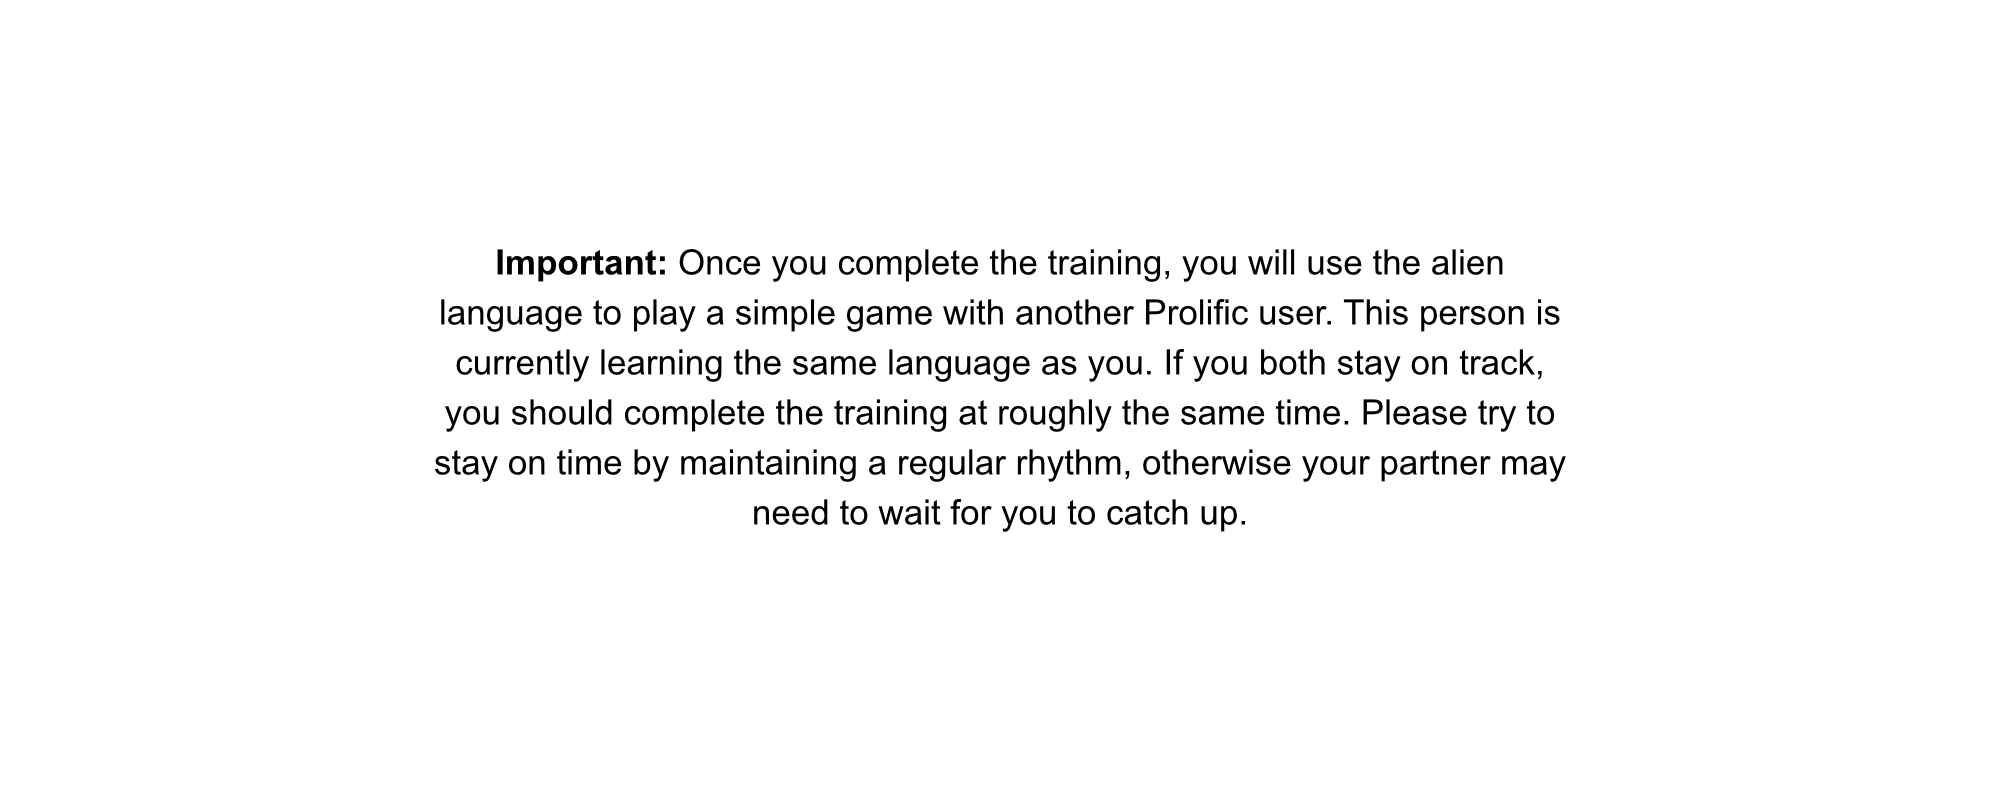 Important: Once you complete the training, you will use the alien
language to play a simple game with another Prolific user. This person is
currently learning the same language as you. If you both stay on track,
you should complete the training at roughly the same time. Please try to
stay on time by maintaining a regular rhythm, otherwise your partner may
need to wait for you to catch up.